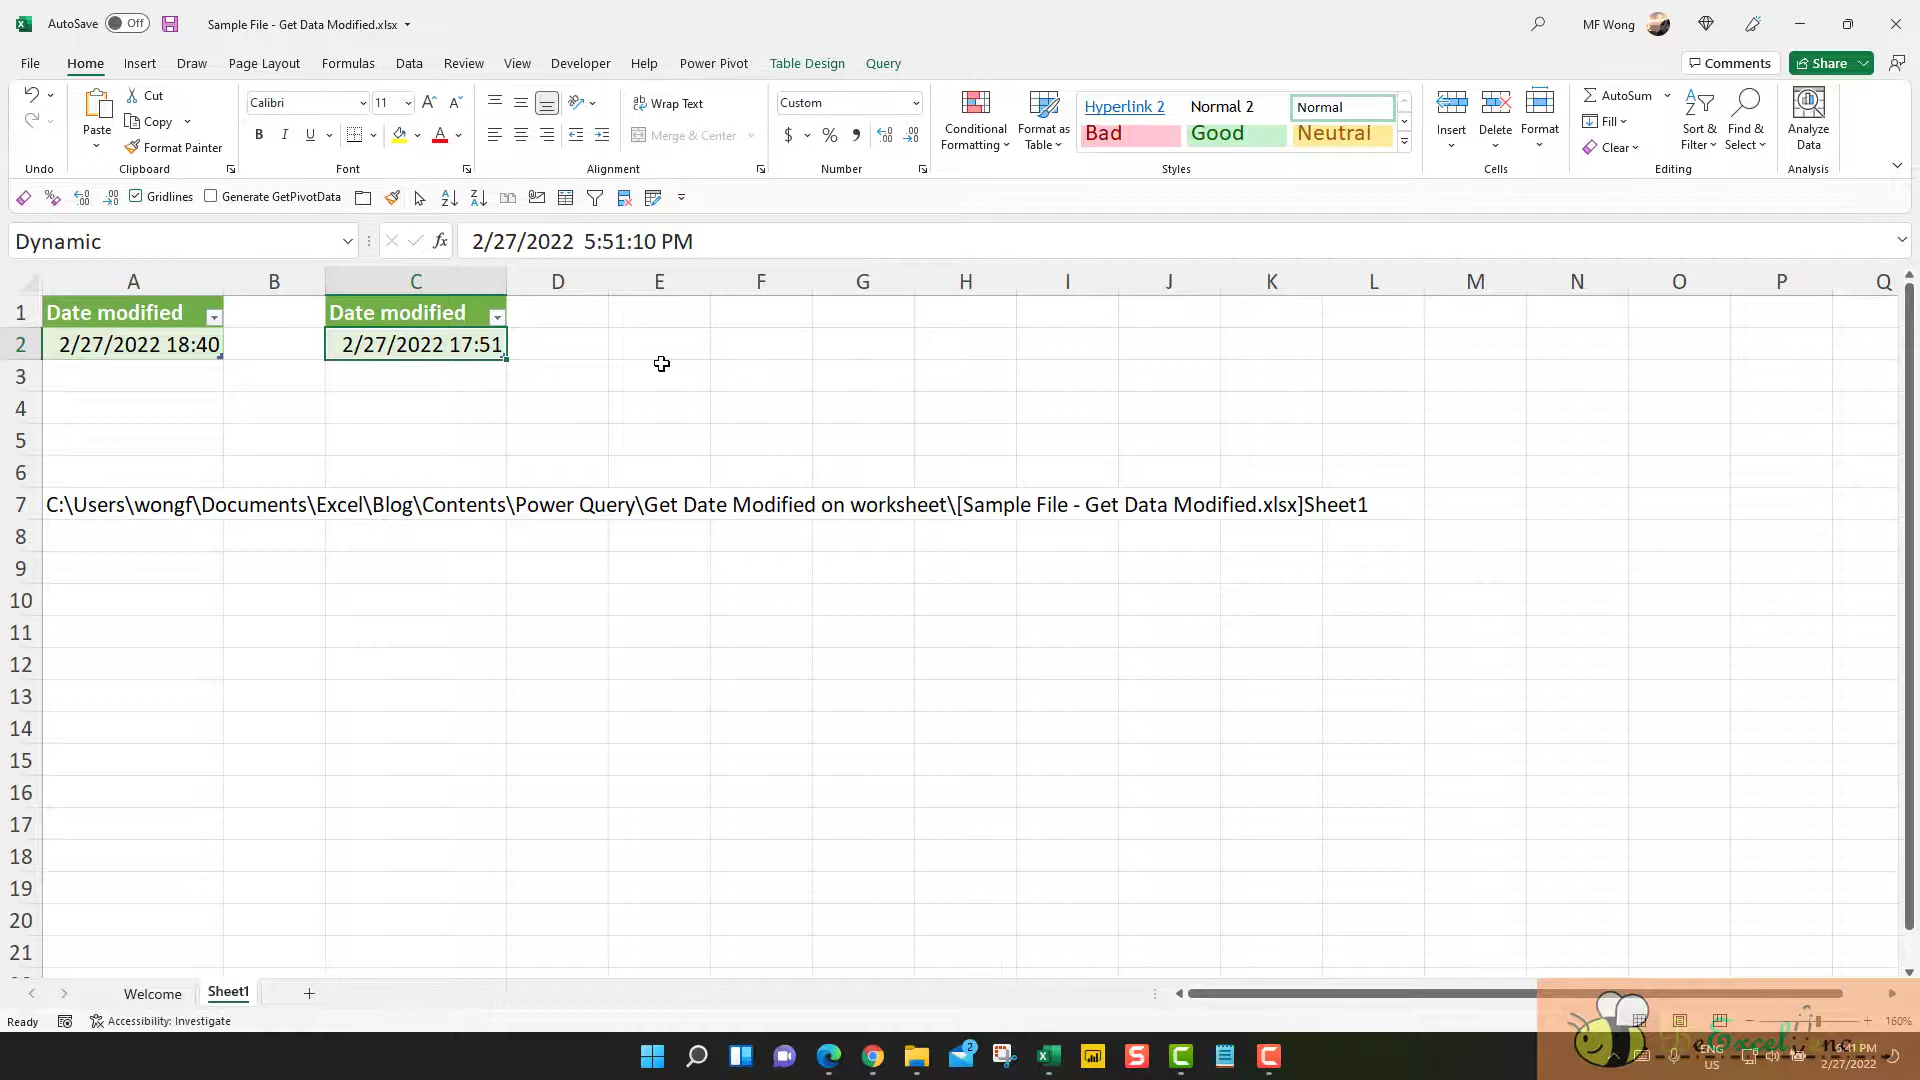 AutoSave Off Sample File - Get Data Modified.xlsx MF Wong
File Home Insert Draw Page Layout Formulas Data Review View Developer Help Power Pivot Table Design Query Comments Share
Paste Cut Copy Format Painter
Calibri 11
B I U
Wrap Text
Merge & Center
Custom
$ %
Conditional Formatting
Format as Table
Hyperlink 2 Normal 2 Normal
Bad Good Neutral
Insert Delete Format
AutoSum
Fill
Clear
Sort & Filter
Find & Select
Analyze Data
Undo Clipboard Font Alignment Number Styles Cells Editing Analysis
Gridlines Generate GetPivotData
Dynamic fx 2/27/2022 5:51:10 PM
A B C D E F G H I J K L M N O P Q
1 Date modified Date modified
2 2/27/2022 18:40 2/27/2022 17:51
3
4
5
6
7 C:\Users\wongf\Documents\Excel\Blog\Contents\Power Query\Get Date Modified on worksheet\[Sample File - Get Data Modified.xlsx]Sheet1
8
9
10
11
12
13
14
15
16
17
18
19
20
21
Welcome Sheet1
Ready Accessibility: Investigate 160%
2 S C C
ENG
US
6:41 PM
2/27/2022